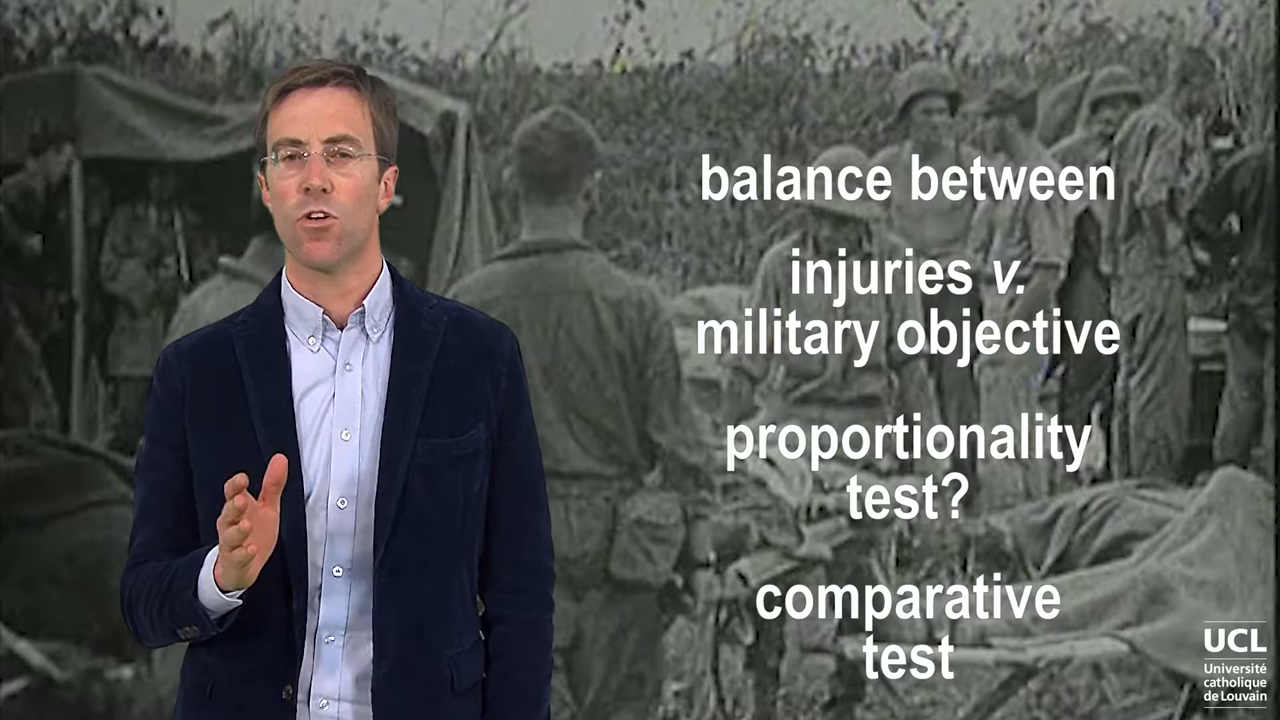 balance between
injuries v.
military objective
proportionality
test?
comparative
test
UCL
Université
catholique
de Louvain